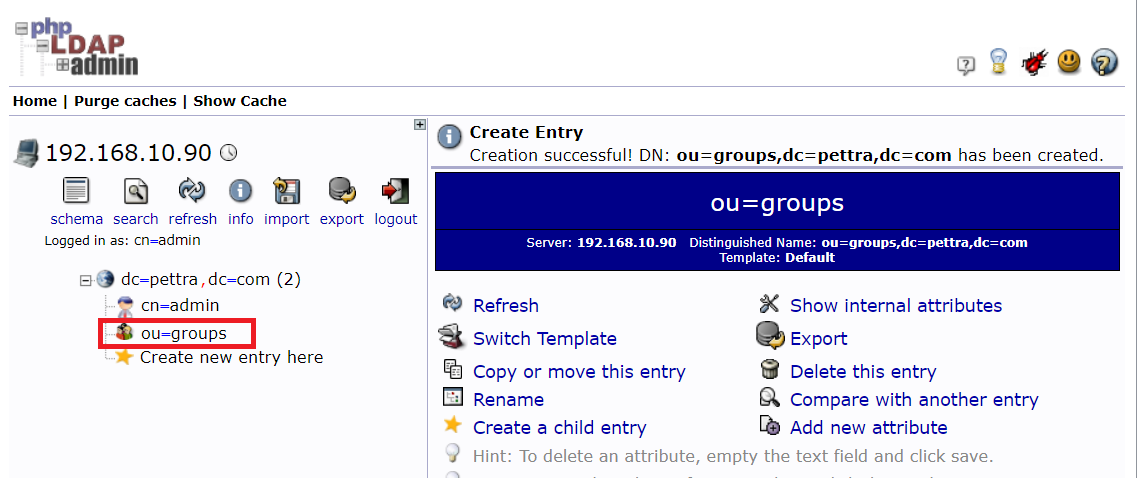 php
LDAP
admin
Home | Purge caches | Show Cache
192.168.10.90
schema search refresh info import export logout
Logged in as: cn=admin
dc=pettra,dc=com (2)
cn=admin
ou=groups
Create new entry here
Create Entry
Creation successful! DN: ou=groups,dc=pettra,dc=com has been created.
ou=groups
Server: 192.168.10.90 Distinguished Name: ou=groups,dc=pettra,dc=com
Template: Default
Refresh Show internal attributes
Switch Template Export
Copy or move this entry Delete this entry
Rename Compare with another entry
Create a child entry Add new attribute
Hint: To delete an attribute, empty the text field and click save.